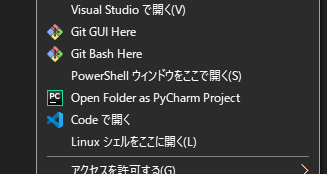 Visual Studio で開く(V)
Git GUI Here
Git Bash Here
PowerShell ウィンドウをここで開く(S)
PC Open Folder as PyCharm Project
Code で開く
Linux シェルをここに開く(L)
アクセスを許可する(G)